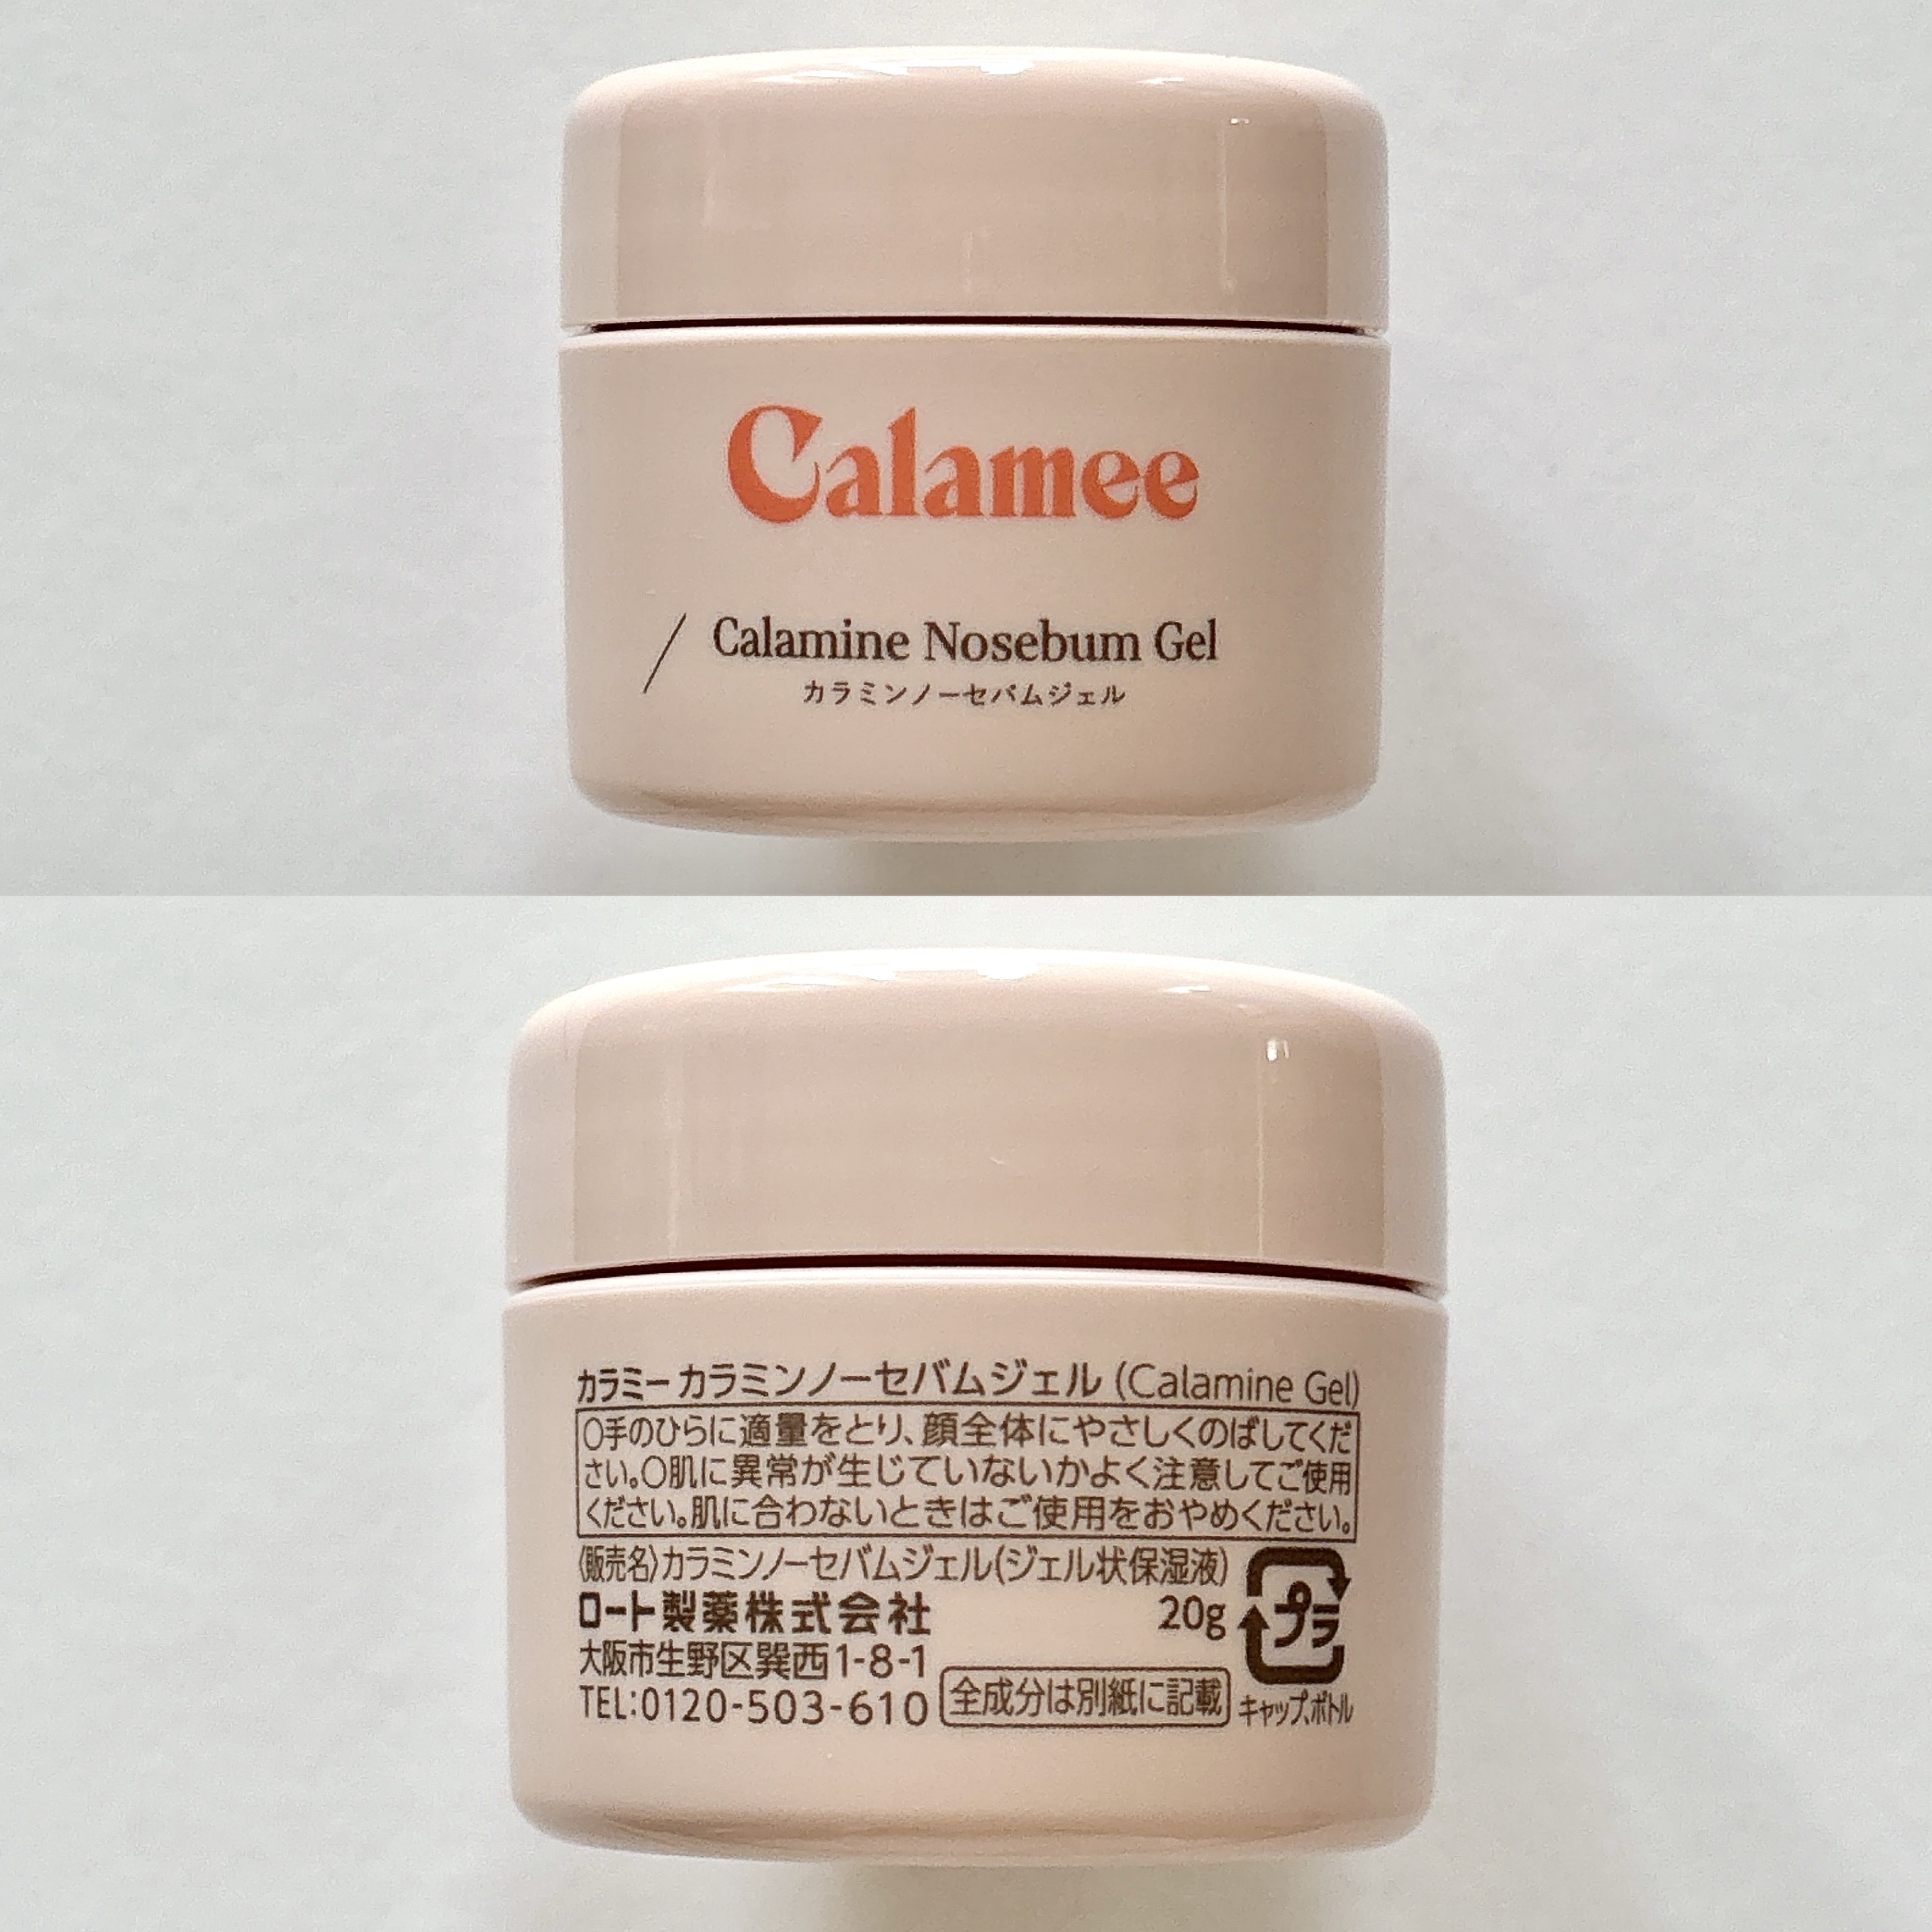 Calamee
Calamine Nosebum Gel
カラミンノーセバムジェル
カラミー カラミンノーセバムジェル (Calamine Gel)
○手のひらに適量をとり、顔全体にやさしくのばしてくだ
さい。○肌に異常が生じていないかよく注意してご使用
ください。肌に合わないときはご使用をおやめください。
〈販売名〉カラミンノーセバムジェル(ジェル状保湿液)
ロート製薬株式会社
20g
プラ
大阪市生野区巽西1-8-1
TEL:0120-503-610
全成分は別紙に記載
キャップ、ボトル